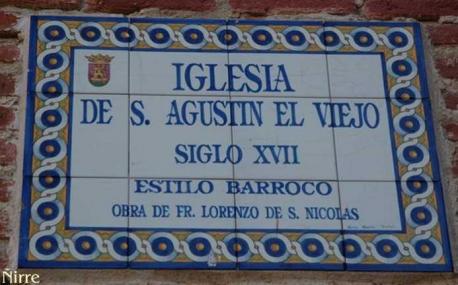 IGLESIA
DE S. AGUSTIN EL VIEJO
SIGLO XVII
ESTILO BARROCO
OBRA DE FR. LORENZO DE S. NICOLAS
Nirre